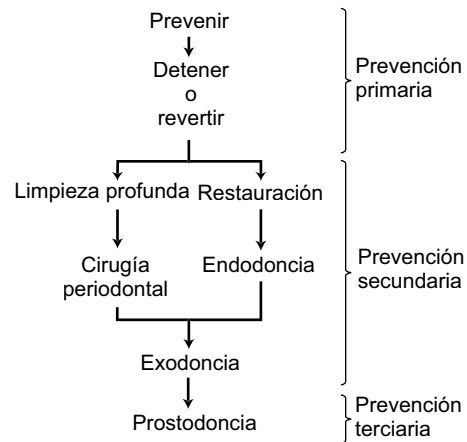 Prevenir
Detener
o
revertir
Prevención
primaria
Limpieza profunda
Restauración
Cirugía
periodontal
Endodoncia
Prevención
secundaria
Exodoncia
Prostodoncia
Prevención
terciaria